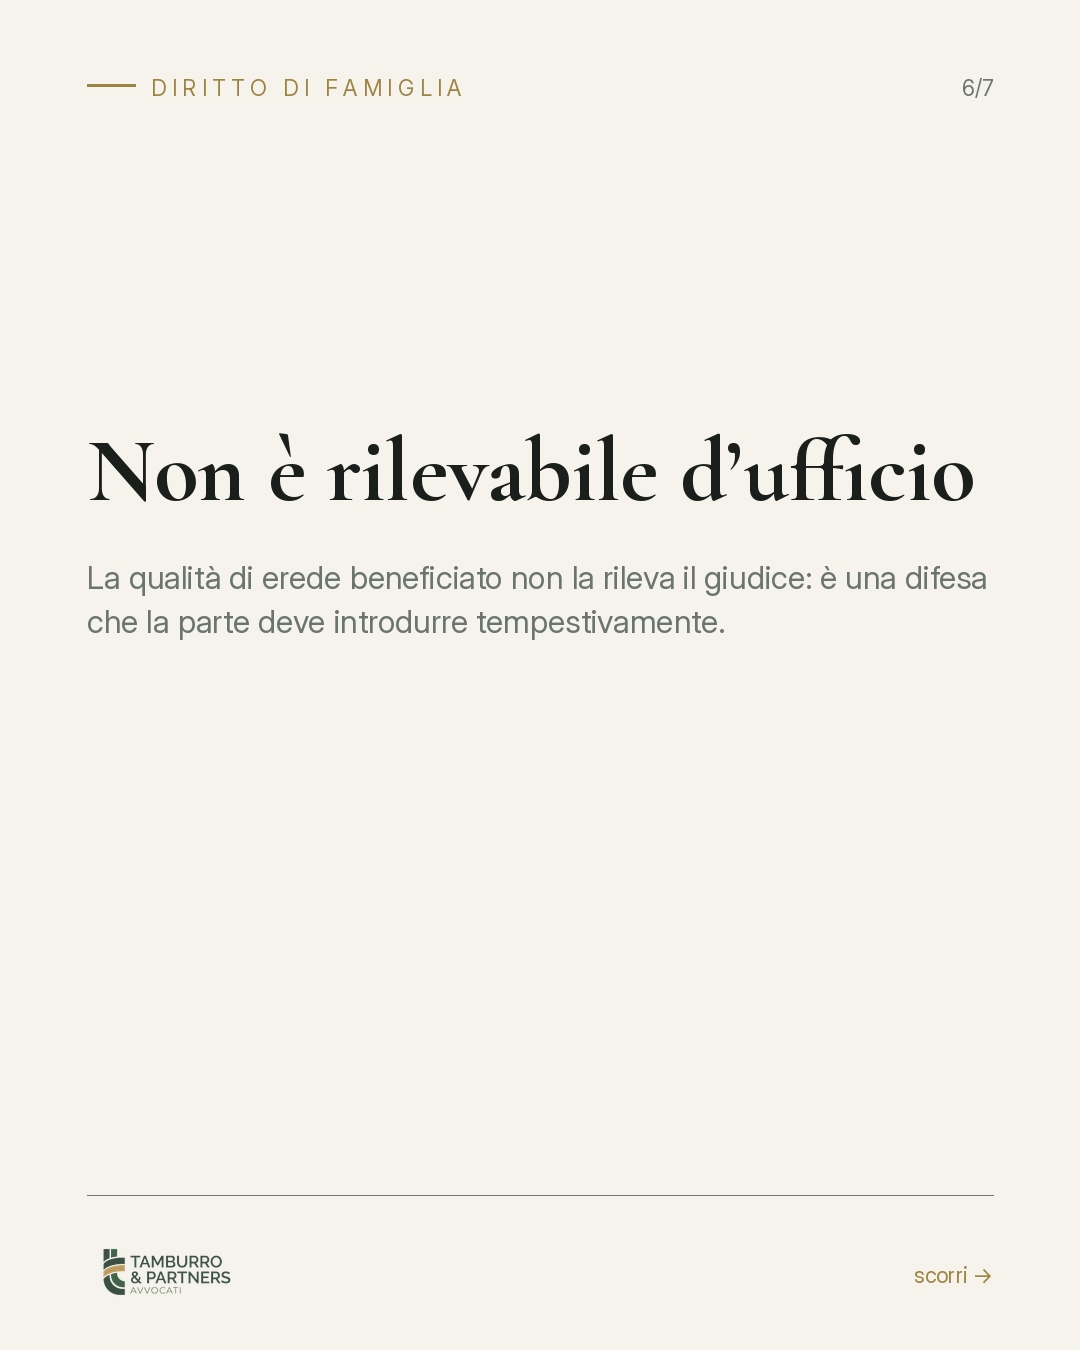 DIRITTO DI FAMIGLIA
6/7
Non è rilevabile d’ufficio
La qualità di erede beneficiato non la rileva il giudice: è una difesa
che la parte deve introdurre tempestivamente.
TAMBURRO
& PARTNERS
AVVOCATI
scorri →